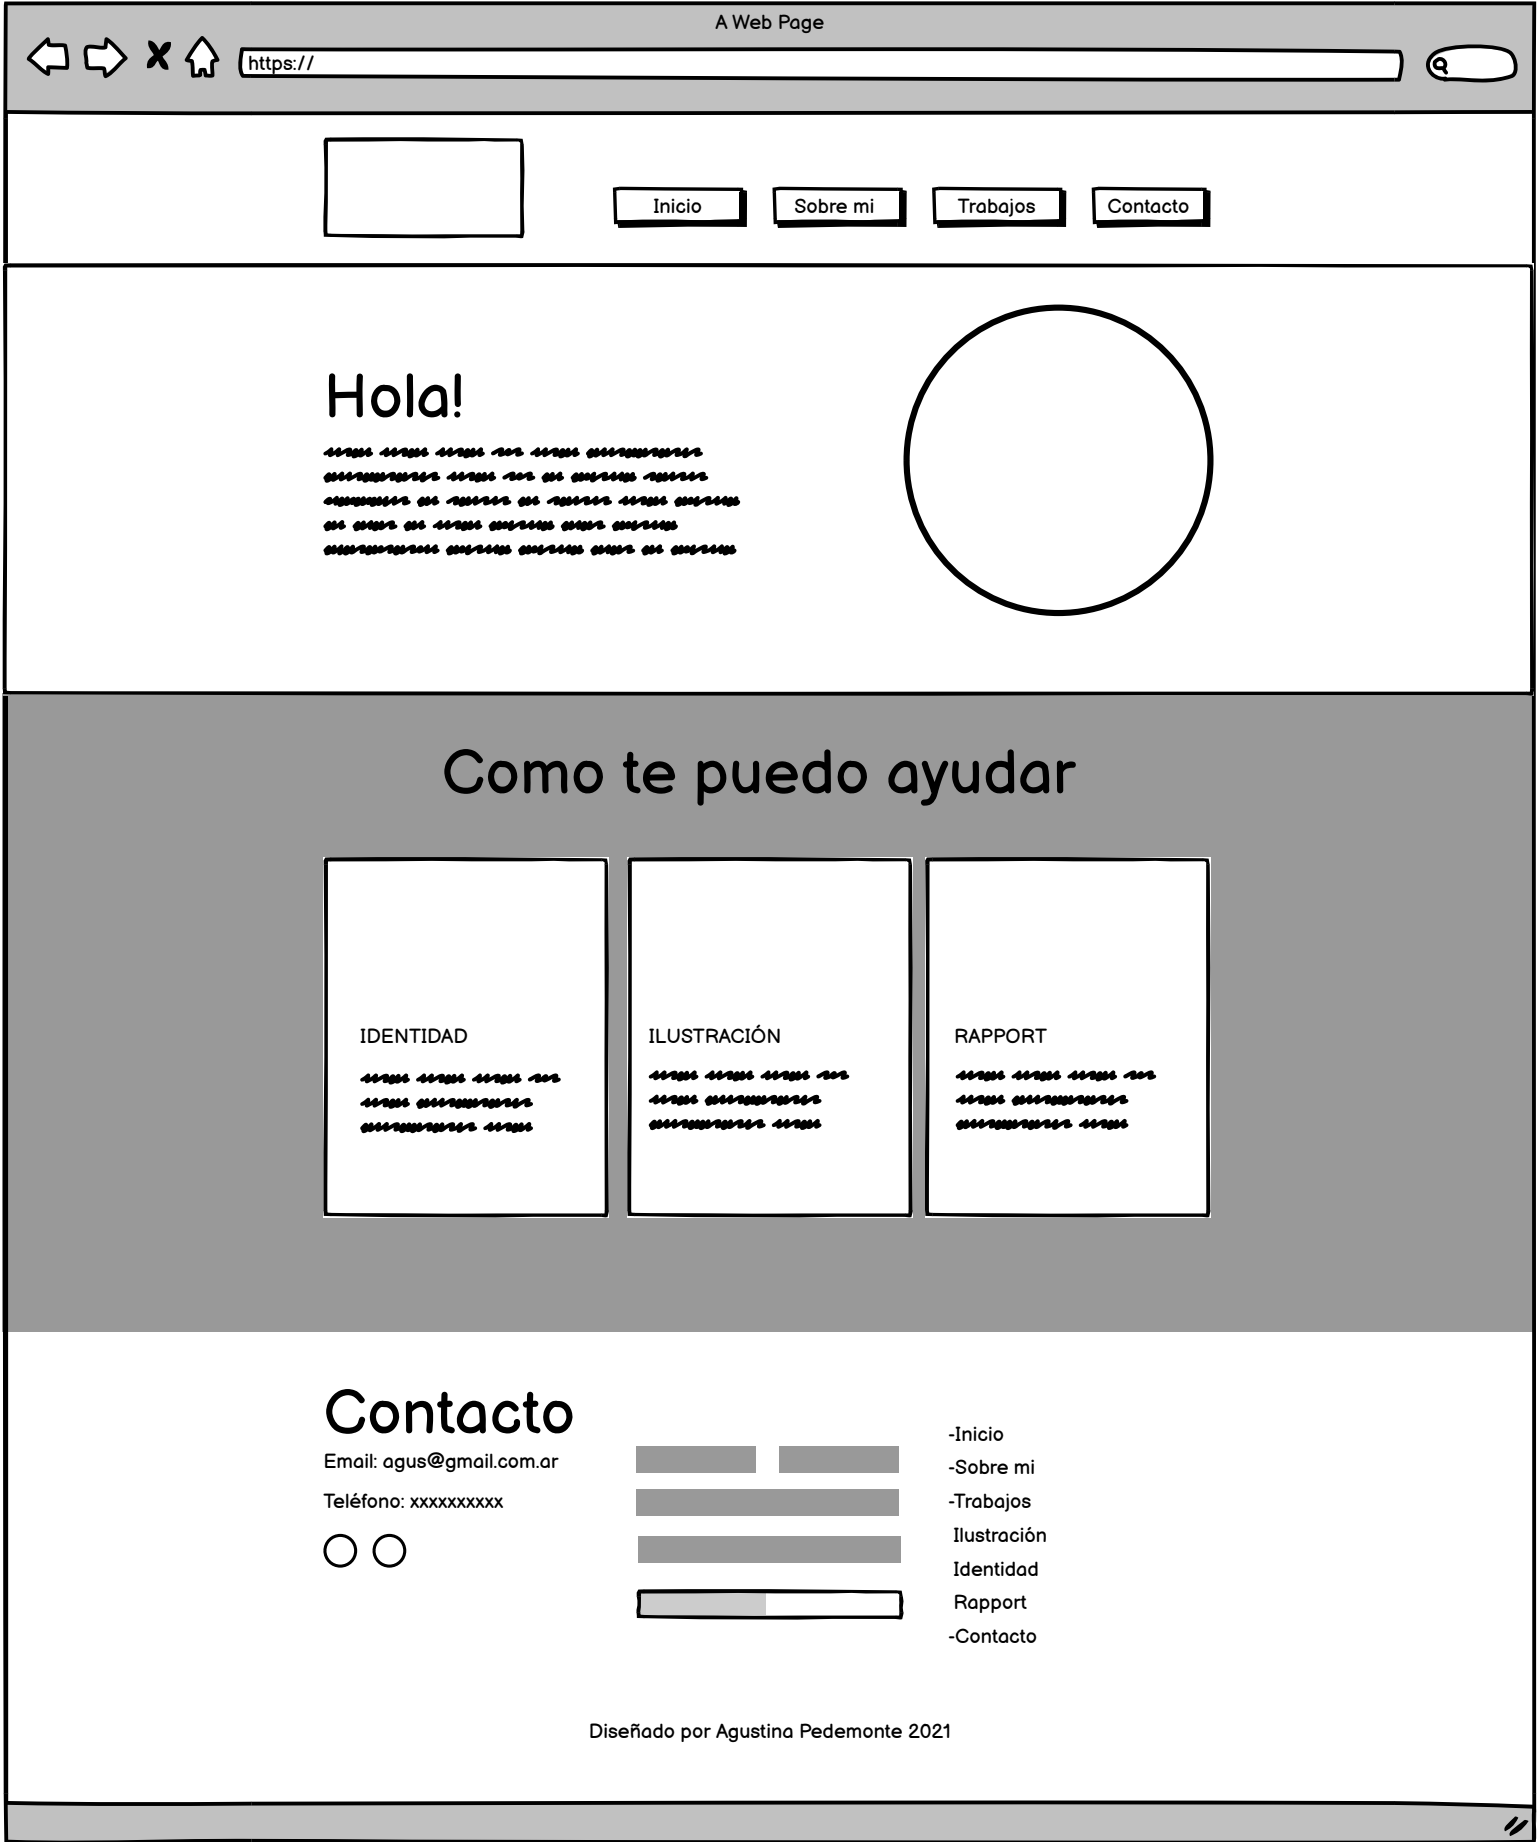 A Web Page
https://
Inicio
Sobre mi
Trabajos
Contacto
Hola!
Como te puedo ayudar
IDENTIDAD
ILUSTRACIÓN
RAPPORT
Contacto
Email: agus@gmail.com.ar
Teléfono: xxxxxxxxxx
-Inicio
-Sobre mi
-Trabajos
Ilustración
Identidad
Rapport
-Contacto
Diseñado por Agustina Pedemonte 2021